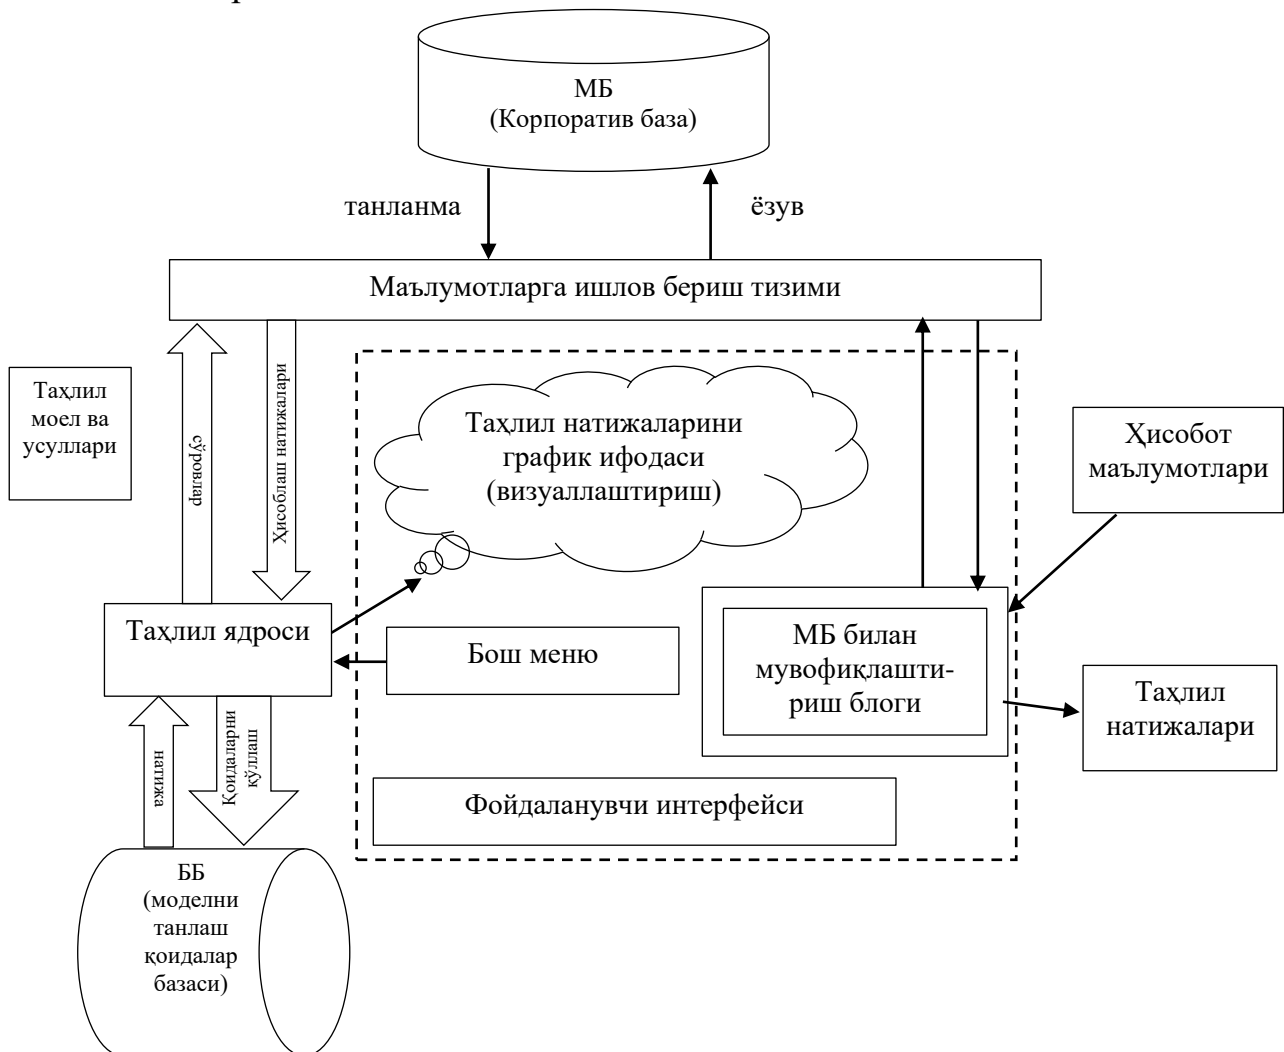 МБ
(Корпоратив база)
танланма
ёзув
Маълумотларга ишлов бериш тизими
Таҳлил
моел ва
усуллари
сўровлар
Ҳисоблаш натижалари
Таҳлил натижаларини
график ифодаси
(визуаллаштириш)
Ҳисобот
маълумотлари
Таҳлил ядроси
Бош меню
МБ билан
мувофиқлашти-
риш блоги
Таҳлил
натижалари
натижа
Қоидаларни
қўллаш
Фойдаланувчи интерфейси
ББ
(моделни
танлаш
қоидалар
базаси)